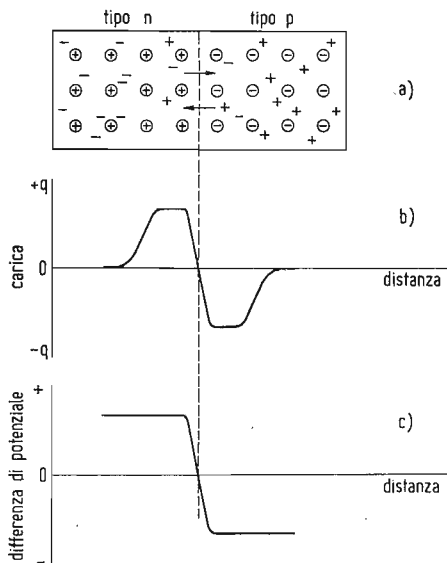 tipo n tipo p
a)
+q
b)
carica
0
distanza
−q
+
c)
differenza di potenziale
0
distanza
−